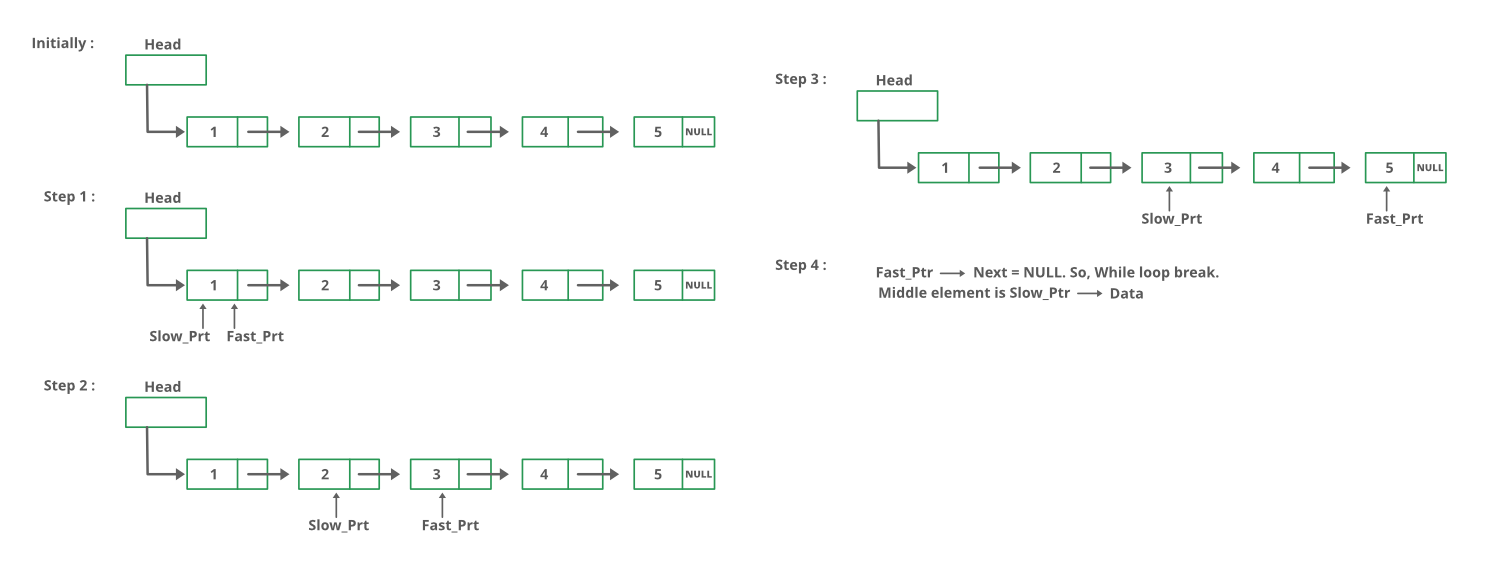 Initially :
Head
1 2 3 4 5 NULL
Step 1 :
Head
1 2 3 4 5 NULL
Slow_Prt Fast_Prt
Step 2 :
Head
1 2 3 4 5 NULL
Slow_Prt Fast_Prt
Step 3 :
Head
1 2 3 4 5 NULL
Slow_Prt Fast_Prt
Step 4 :
Fast_Ptr → Next = NULL. So, While loop break.
Middle element is Slow_Ptr → Data